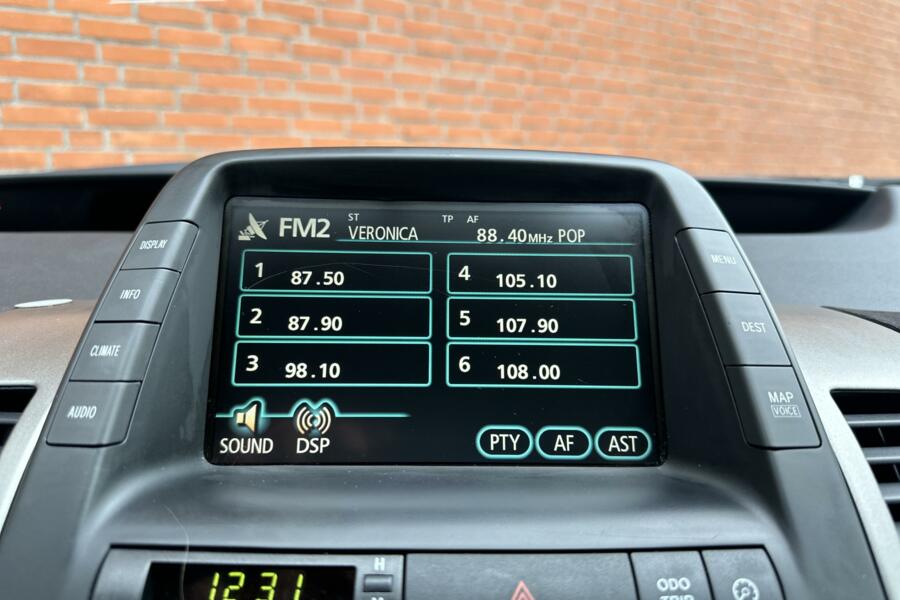 FM2 ST VERONICA TP AF 88.40MHz POP
DISPLAY
INFO
CLIMATE
AUDIO
1 87.50
2 87.90
3 98.10
4 105.10
5 107.90
6 108.00
SOUND DSP
PTY AF AST
MENU
DEST
MAP
VOICE
12:31
H
ODO
TRIP